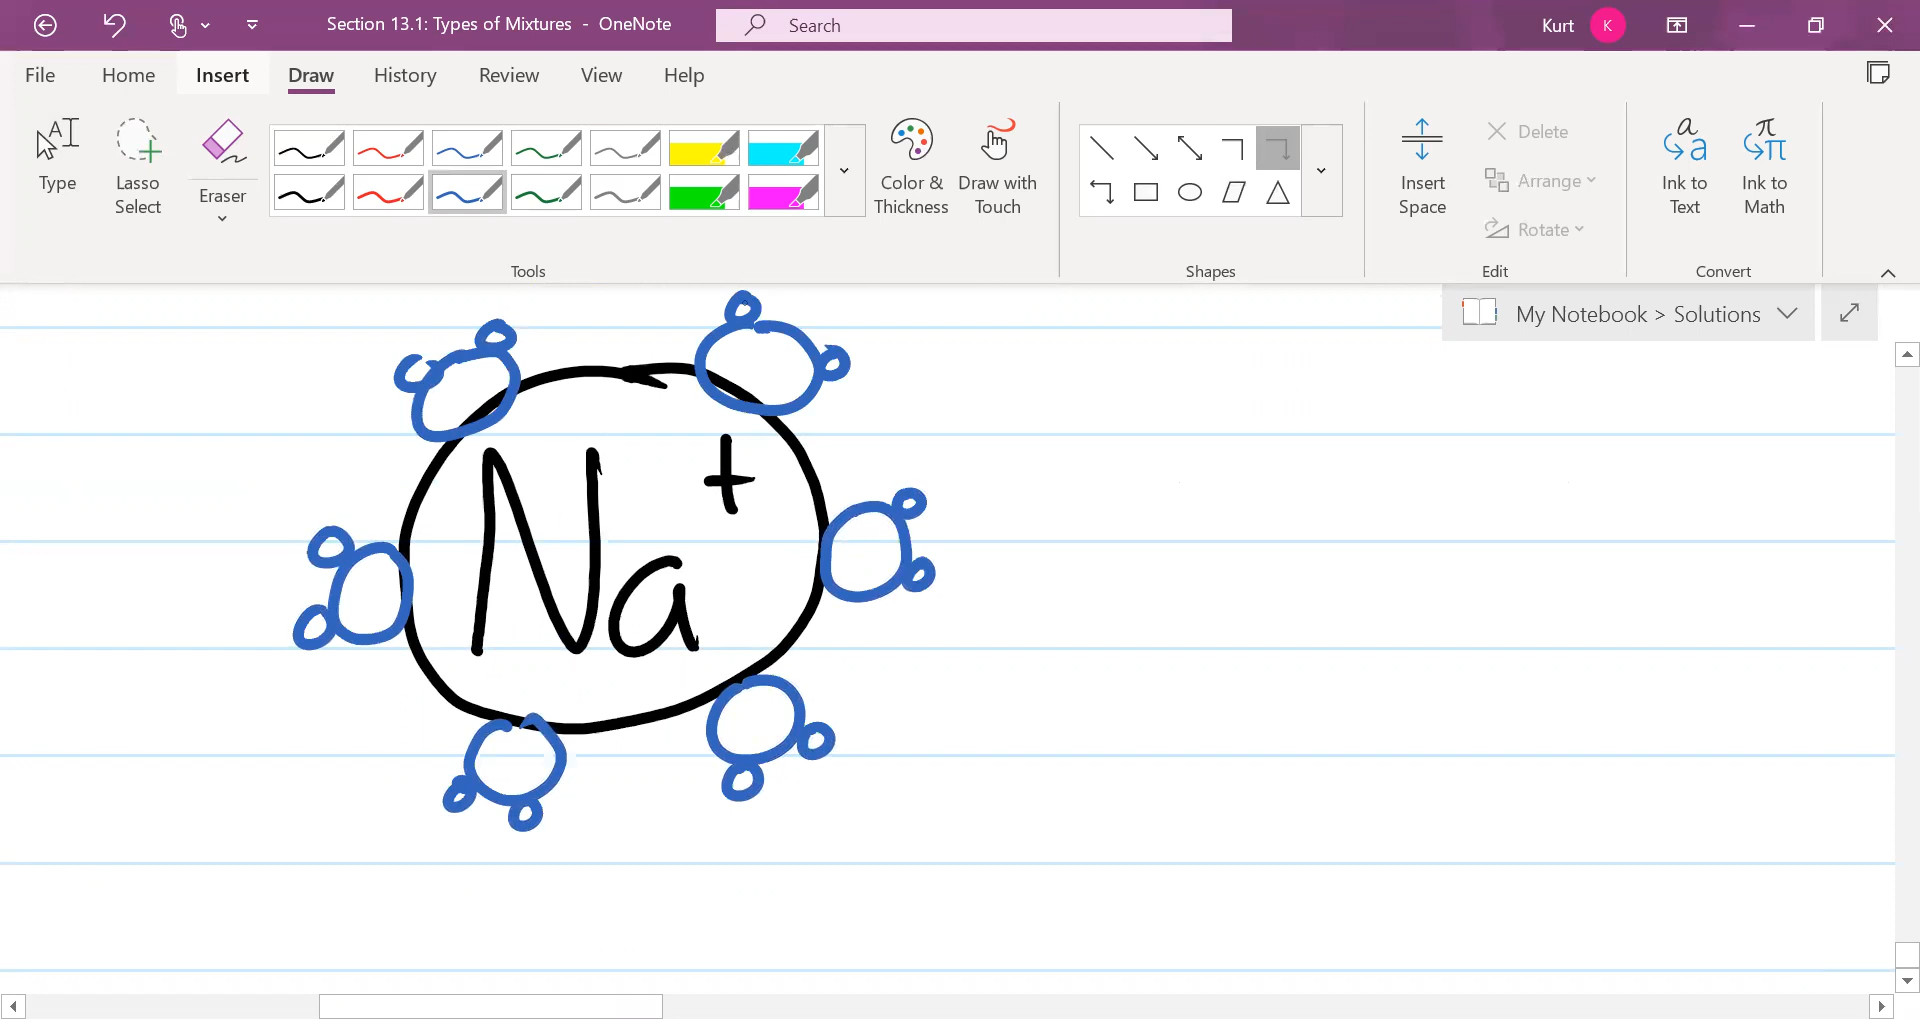 Section 13.1: Types of Mixtures - OneNote
Search
Kurt K
File Home Insert Draw History Review View Help
Type
Lasso Select
Eraser
Color & Thickness
Draw with Touch
Insert Space
Delete
Arrange
Rotate
Ink to Text
Ink to Math
Tools
Shapes
Edit
Convert
My Notebook > Solutions
Na+